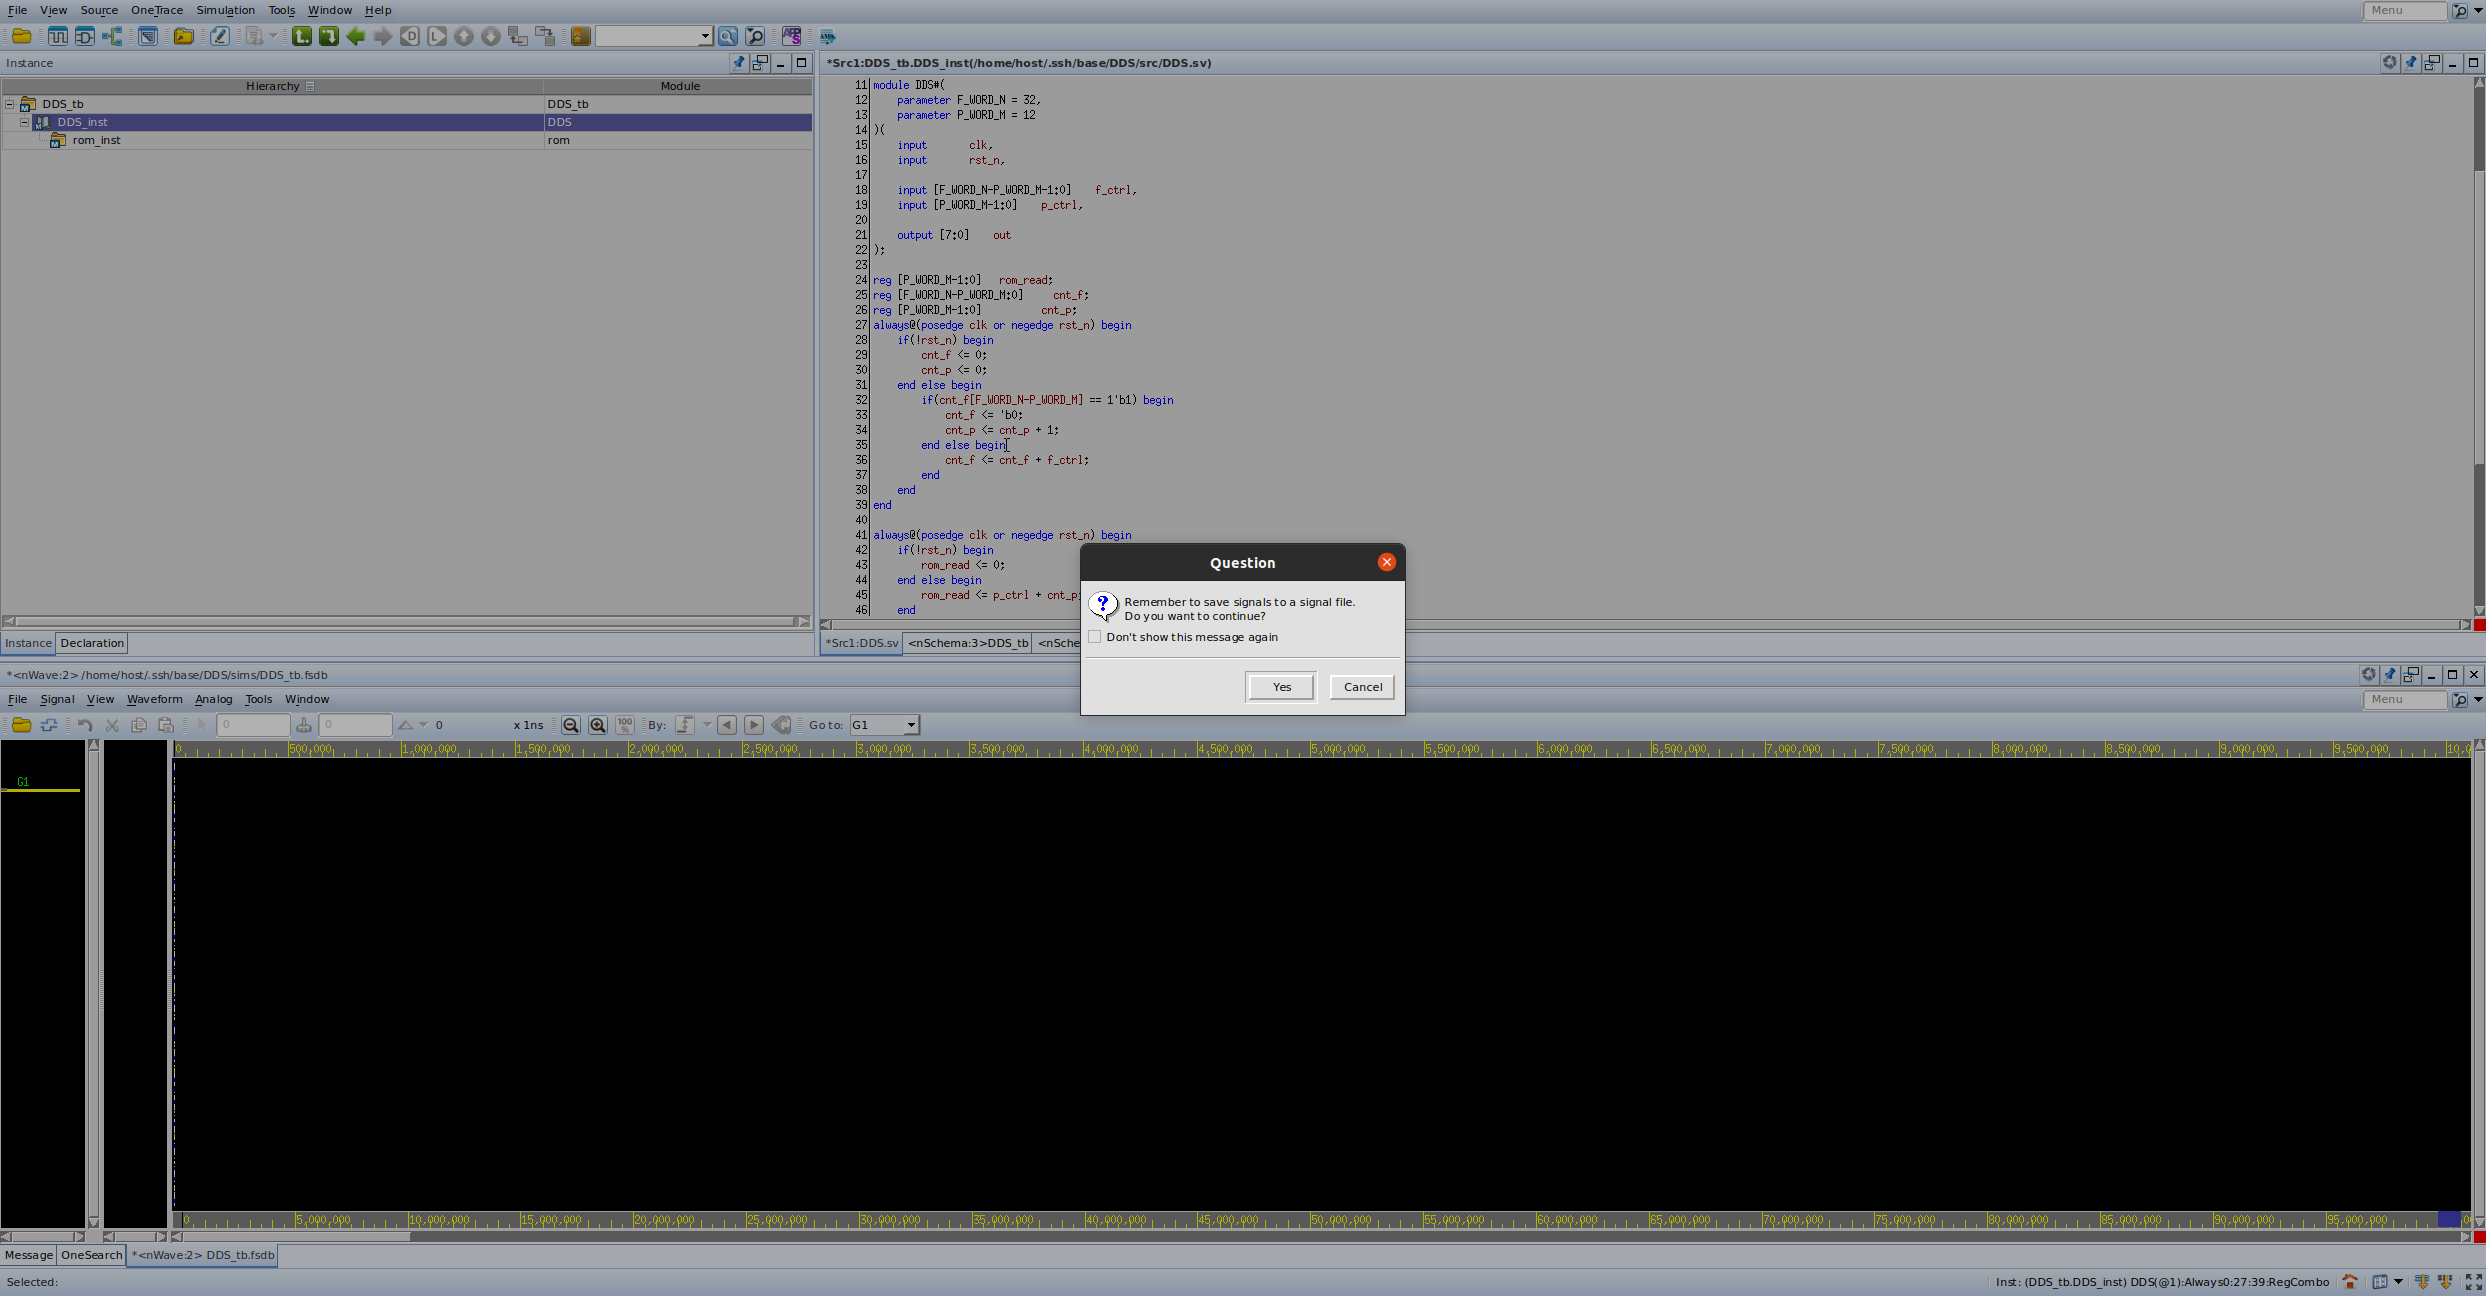 File View Source OneTrace Simulation Tools Window Help Menu
Instance
*Src1:DDS_tb.DDS_inst(/home/host/.ssh/base/DDS/src/DDS.sv)
Hierarchy Module
DDS_tb DDS_tb
DDS_inst DDS
rom_inst rom
11 module DDS#(
12 parameter F_WORD_N = 32,
13 parameter P_WORD_M = 12
14 )(
15 input clk,
16 input rst_n,
17
18 input [F_WORD_N-P_WORD_M-1:0] f_ctrl,
19 input [P_WORD_M-1:0] p_ctrl,
20
21 output [7:0] out
22 );
23
24 reg [P_WORD_M-1:0] rom_read;
25 reg [F_WORD_N-P_WORD_M:0] cnt_f;
26 reg [P_WORD_M-1:0] cnt_p;
27 always@(posedge clk or negedge rst_n) begin
28 if(!rst_n) begin
29 cnt_f <= 0;
30 cnt_p <= 0;
31 end else begin
32 if(cnt_f[F_WORD_N-P_WORD_M] == 1'b1) begin
33 cnt_f <= 'b0;
34 cnt_p <= cnt_p + 1;
35 end else begin
36 cnt_f <= cnt_f + f_ctrl;
37 end
38 end
39 end
40
41 always@(posedge clk or negedge rst_n) begin
42 if(!rst_n) begin
43 rom_read <= 0;
44 end else begin
45 rom_read <= p_ctrl + cnt_p;
46 end
Question
Remember to save signals to a signal file.
Do you want to continue?
Don't show this message again
Yes Cancel
Instance Declaration
*Src1:DDS.sv <nSchema:3>DDS_tb <nSche
*<nWave:2> /home/host/.ssh/base/DDS/sims/DDS_tb.fsdb
File Signal View Waveform Analog Tools Window Menu
0 0 0 x 1ns 100% By: Go to: G1
0 500,000 1,000,000 1,500,000 2,000,000 2,500,000 3,000,000 3,500,000 4,000,000 4,500,000 5,000,000 5,500,000 6,000,000 6,500,000 7,000,000 7,500,000 8,000,000 8,500,000 9,000,000 9,500,000 10,0
G1
0 5,000,000 10,000,000 15,000,000 20,000,000 25,000,000 30,000,000 35,000,000 40,000,000 45,000,000 50,000,000 55,000,000 60,000,000 65,000,000 70,000,000 75,000,000 80,000,000 85,000,000 90,000,000 95,000,000
Message OneSearch *<nWave:2> DDS_tb.fsdb
Selected: Inst: (DDS_tb.DDS_inst) DDS(@1):Always0:27:39:RegCombo